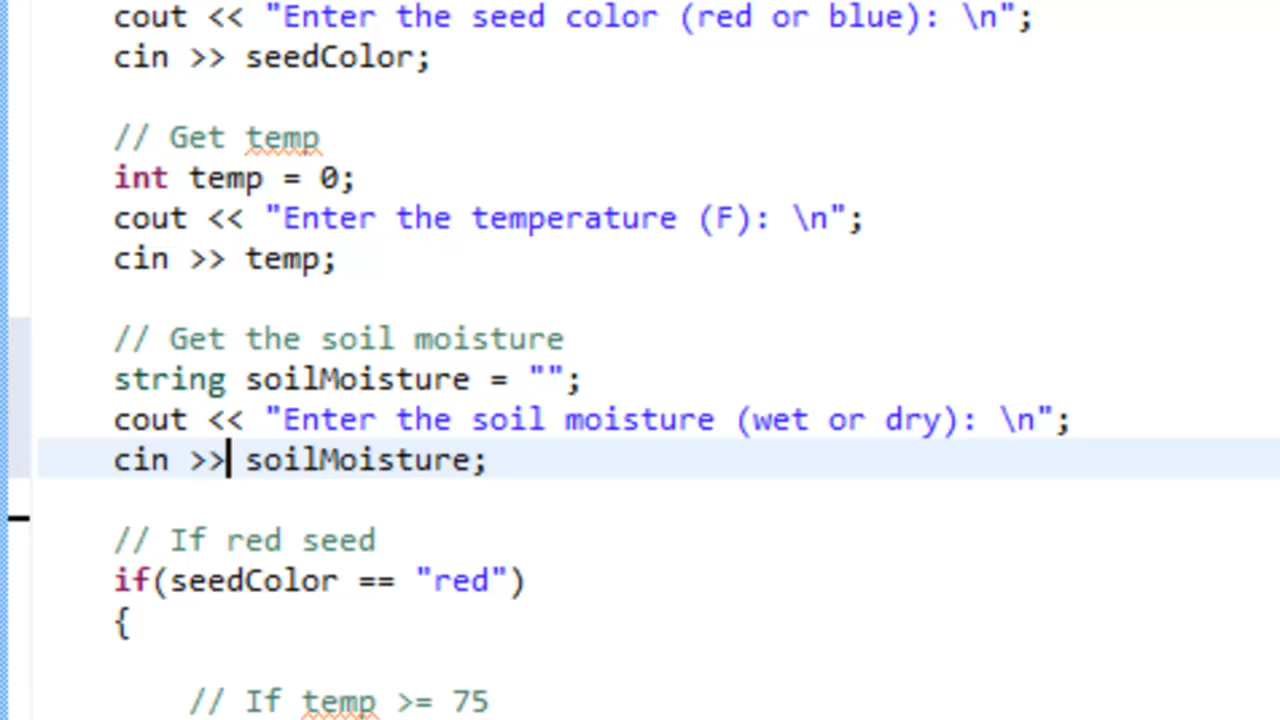 cout << "Enter the seed color (red or blue): \n";
cin >> seedColor;
// Get temp
int temp = 0;
cout << "Enter the temperature (F): \n";
cin >> temp;
// Get the soil moisture
string soilMoisture = "";
cout << "Enter the soil moisture (wet or dry): \n";
cin >> soilMoisture;
// If red seed
if(seedColor == "red")
{
// If temp >= 75